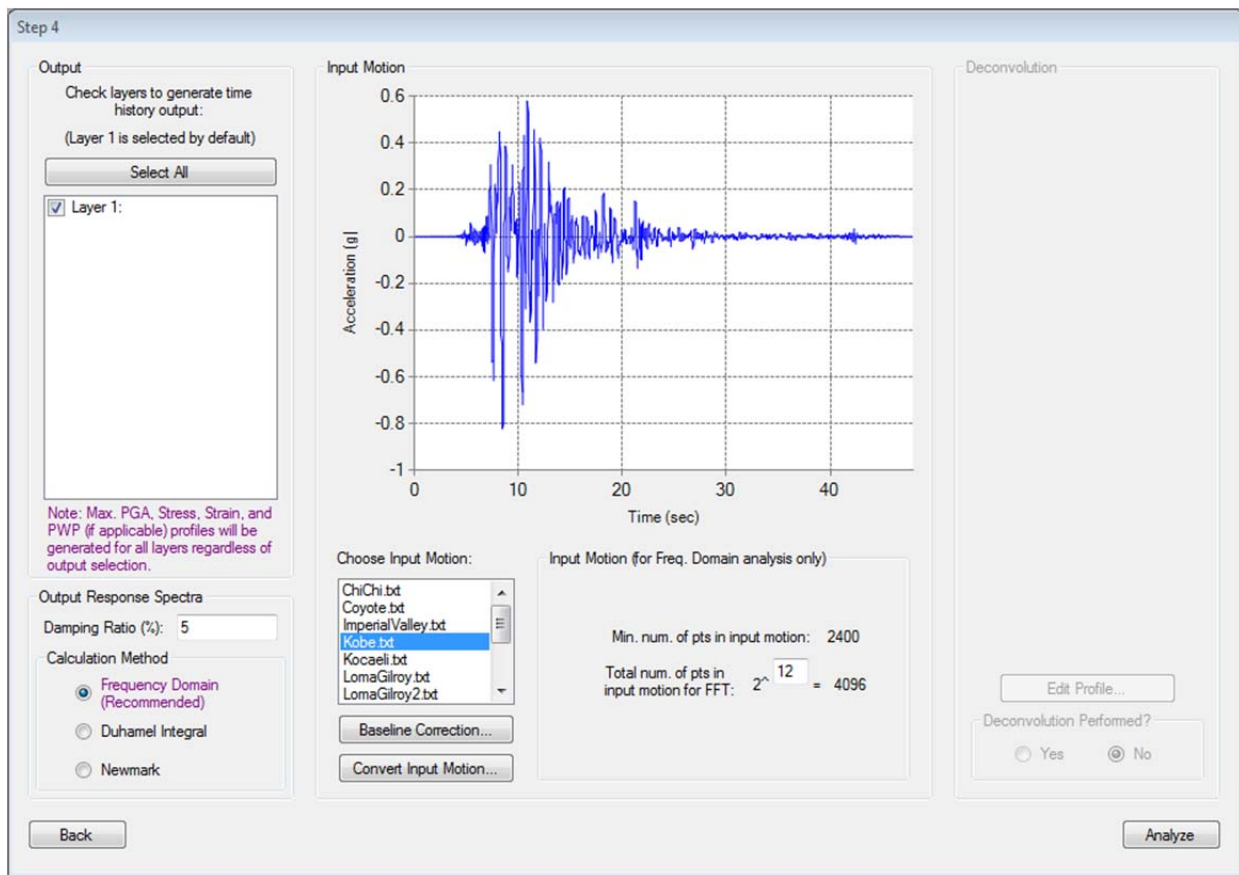 Step 4
Output
Check layers to generate time
history output:
(Layer 1 is selected by default)
Select All
Layer 1:
Note: Max. PGA, Stress, Strain, and
PWP (if applicable) profiles will be
generated for all layers regardless of
output selection.
Output Response Spectra
Damping Ratio (%): 5
Calculation Method
Frequency Domain
(Recommended)
Duhamel Integral
Newmark
Back
Input Motion
0.6
0.4
0.2
0
-0.2
-0.4
-0.6
-0.8
-1
Acceleration [g]
0 10 20 30 40
Time (sec)
Choose Input Motion:
ChiChi.txt
Coyote.txt
ImperialValley.txt
Kobe.txt
Kocaeli.txt
LomaGilroy.txt
LomaGilroy2.txt
Baseline Correction...
Convert Input Motion...
Input Motion (for Freq. Domain analysis only)
Min. num. of pts in input motion: 2400
Total num. of pts in
input motion for FFT: 2^ 12 = 4096
Deconvolution
Edit Profile...
Deconvolution Performed?
Yes No
Analyze